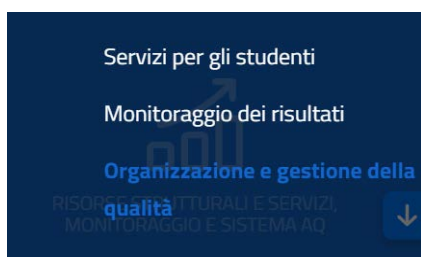 Servizi per gli studenti
Monitoraggio dei risultati
Organizzazione e gestione della
qualità
RISORSE STRUTTURALI E SERVIZI,
MONITORAGGIO E SISTEMA AQ